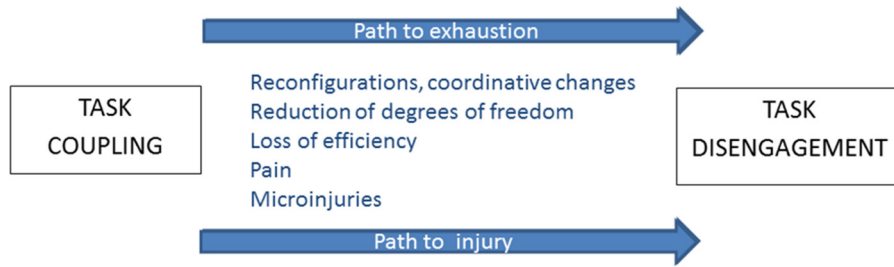 Path to exhaustion
TASK
COUPLING
Reconfigurations, coordinative changes
Reduction of degrees of freedom
Loss of efficiency
Pain
Microinjuries
TASK
DISENGAGEMENT
Path to injury